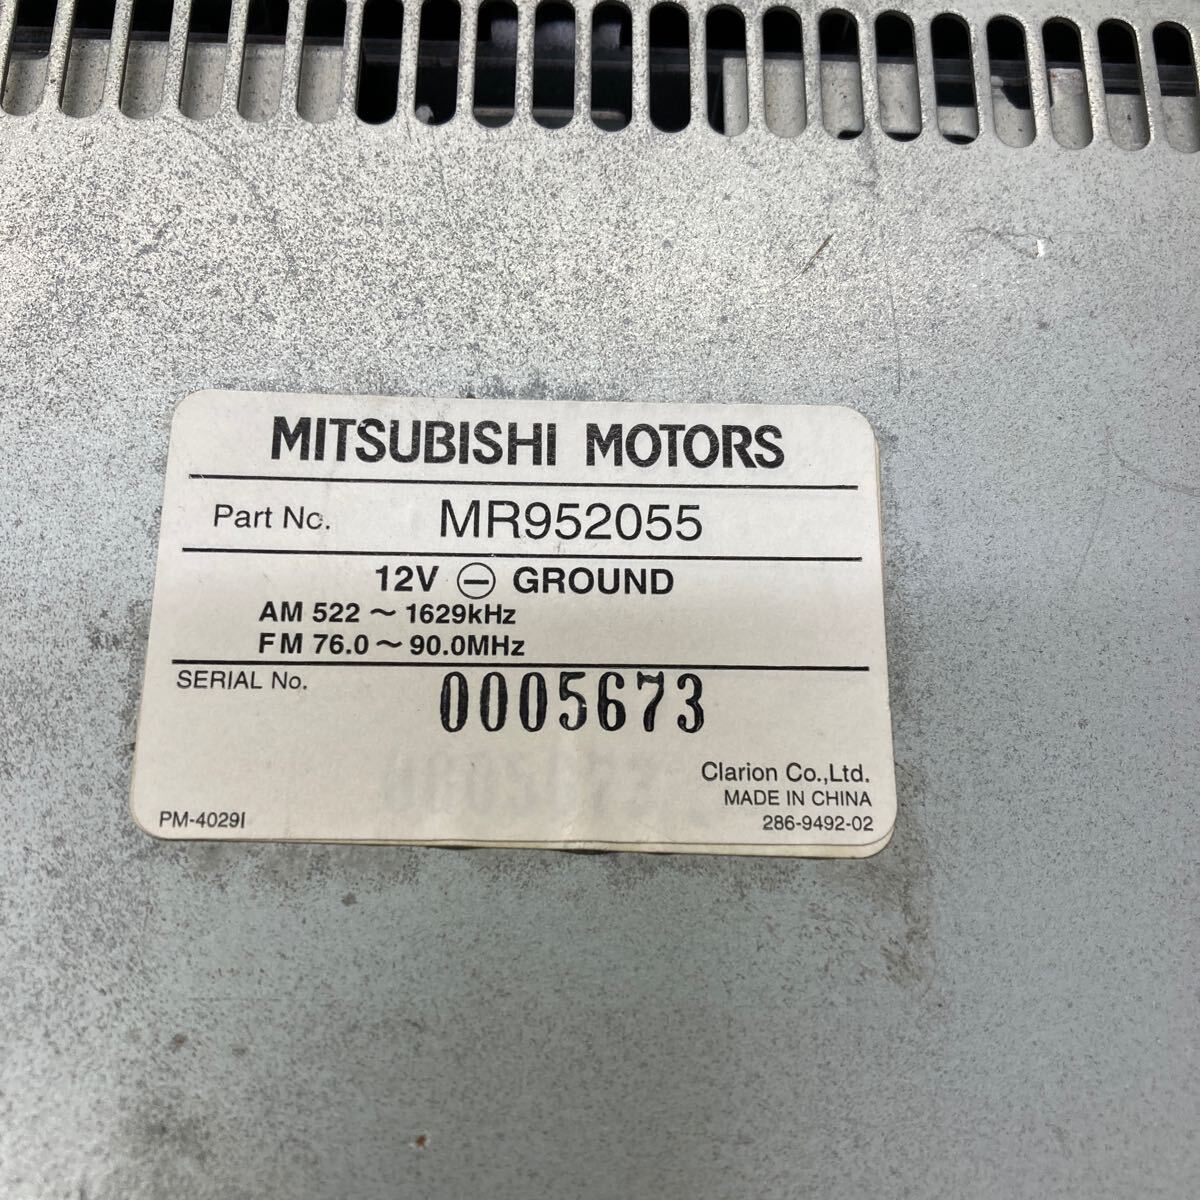 MITSUBISHI MOTORS
Part No. MR952055
12V ⊖ GROUND
AM 522 ～ 1629kHz
FM 76.0 ～ 90.0MHz
SERIAL No. 0005673
Clarion Co.,Ltd.
MADE IN CHINA
PM-4029I 286-9492-02